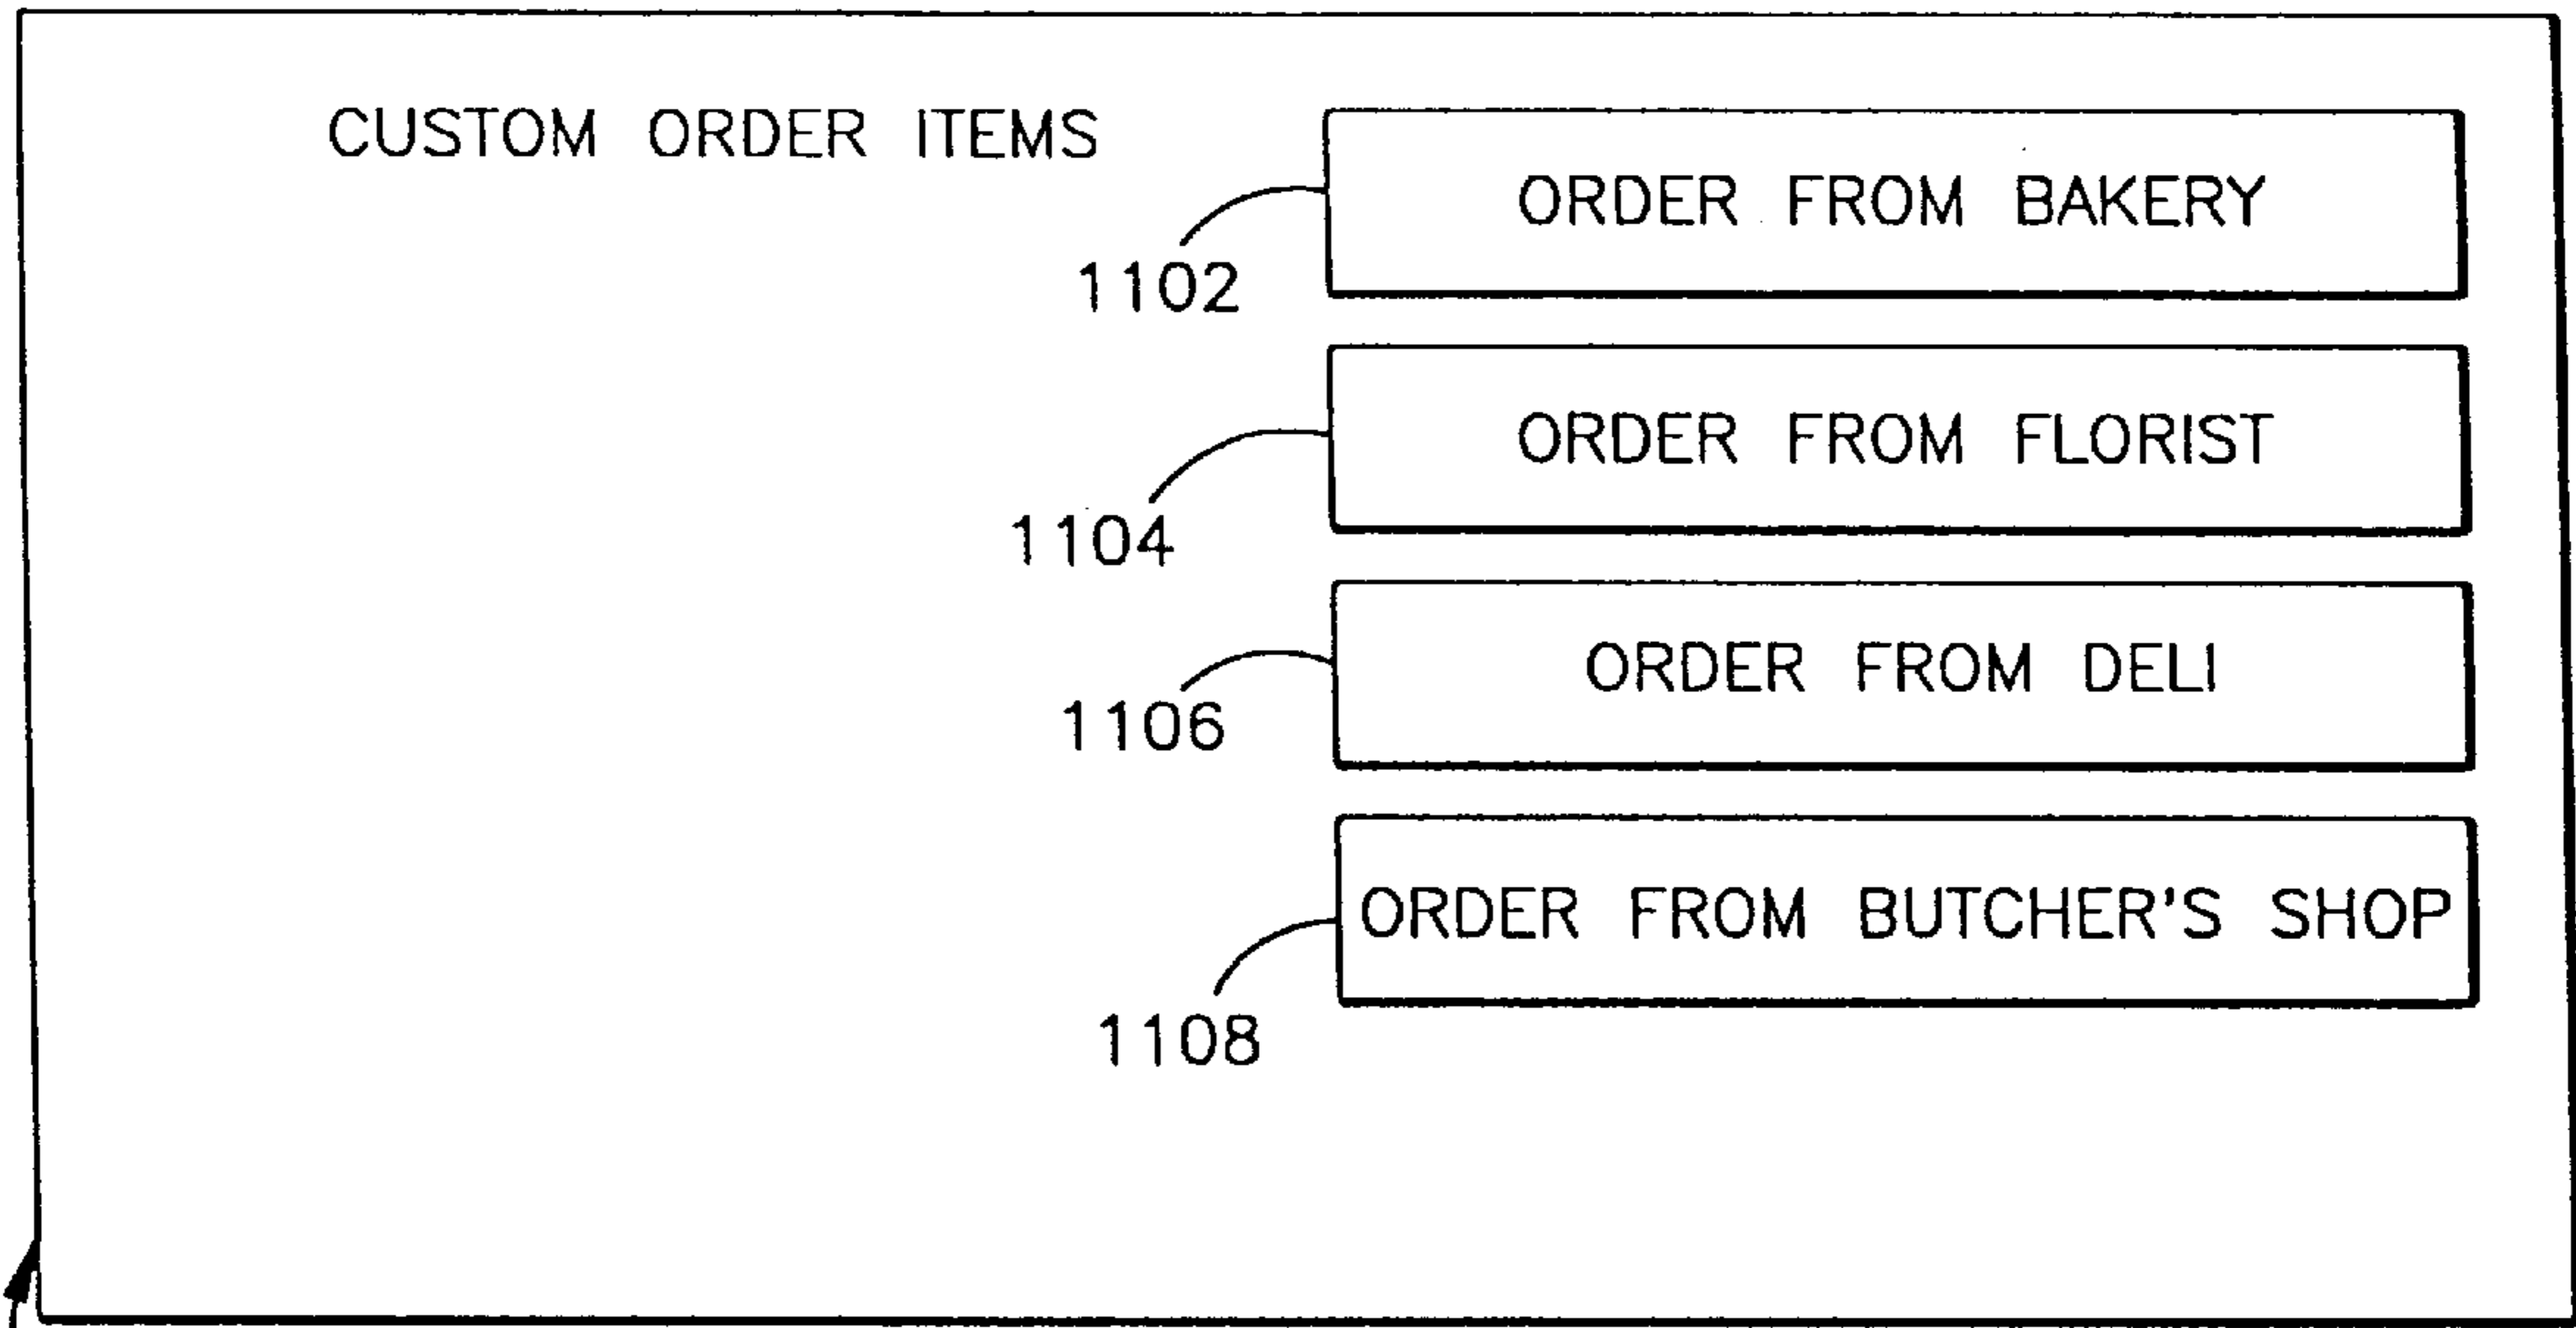 CUSTOM ORDER ITEMS
ORDER FROM BAKERY
1102
ORDER FROM FLORIST
1104
ORDER FROM DELI
1106
ORDER FROM BUTCHER'S SHOP
1108